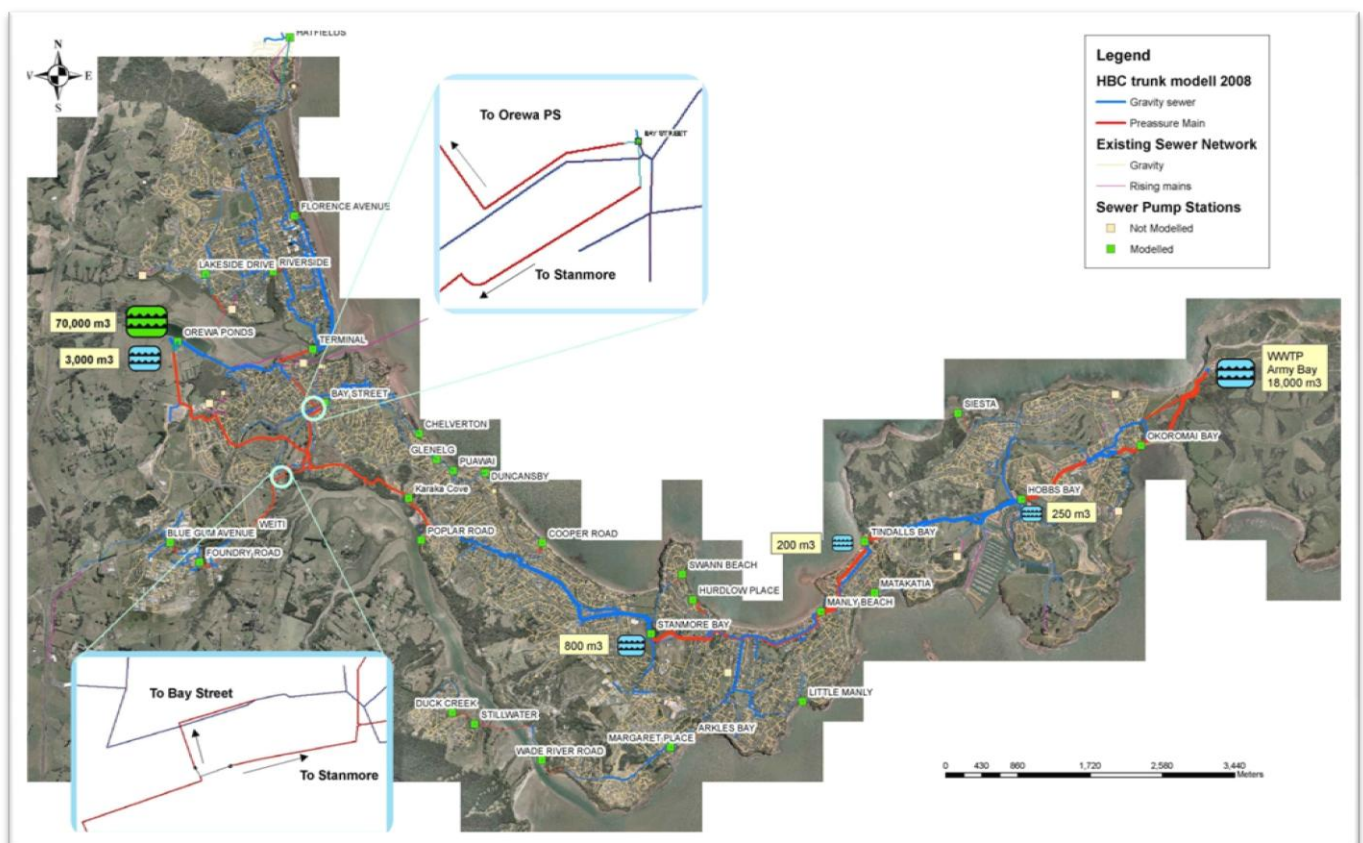 HATFIELDS
N
V
E
S
FLORENCE AVENUE
LAKESIDE DRIVE
RIVERSIDE
70,000 m3
OREWA PONDS
3,000 m3
TERMINAL
BAY STREET
CHELVERTON
GLENELG
PUAWAI
DUNCANSBY
Karaka Cove
WEITI
BLUE GUM AVENUE
FOUNDRY ROAD
POPLAR ROAD
COOPER ROAD
SWANN BEACH
HURDLOW PLACE
STANMORE BAY
800 m3
200 m3
TINDALLS BAY
MATAKATIA
MANLY BEACH
LITTLE MANLY
DUCK CREEK
STILLWATER
ARKLES BAY
MARGARET PLACE
WADE RIVER ROAD
SIESTA
HOBBS BAY
250 m3
OKOROMAI BAY
WWTP
Army Bay
18,000 m3
To Orewa PS
BAY STREET
To Stanmore
To Bay Street
To Stanmore
Legend
HBC trunk modell 2008
Gravity sewer
Preassure Main
Existing Sewer Network
Gravity
Rising mains
Sewer Pump Stations
Not Modelled
Modelled
0 430 860 1,720 2,580 3,440
Meters